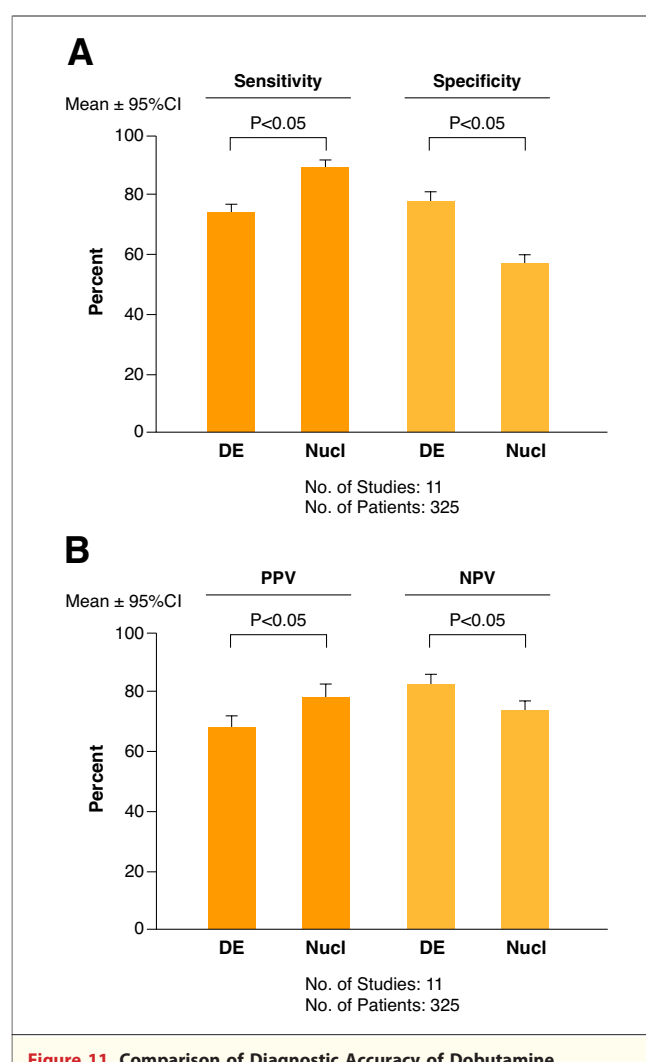 A
Sensitivity Specificity
Mean ± 95%CI
P<0.05 P<0.05
100
80
60
40
20
0
Percent
DE Nucl DE Nucl
No. of Studies: 11
No. of Patients: 325
B
PPV NPV
Mean ± 95%CI
P<0.05 P<0.05
100
80
60
40
20
0
Percent
DE Nucl DE Nucl
No. of Studies: 11
No. of Patients: 325
Figure 11 Comparison of Diagnostic Accuracy of Dobutamine